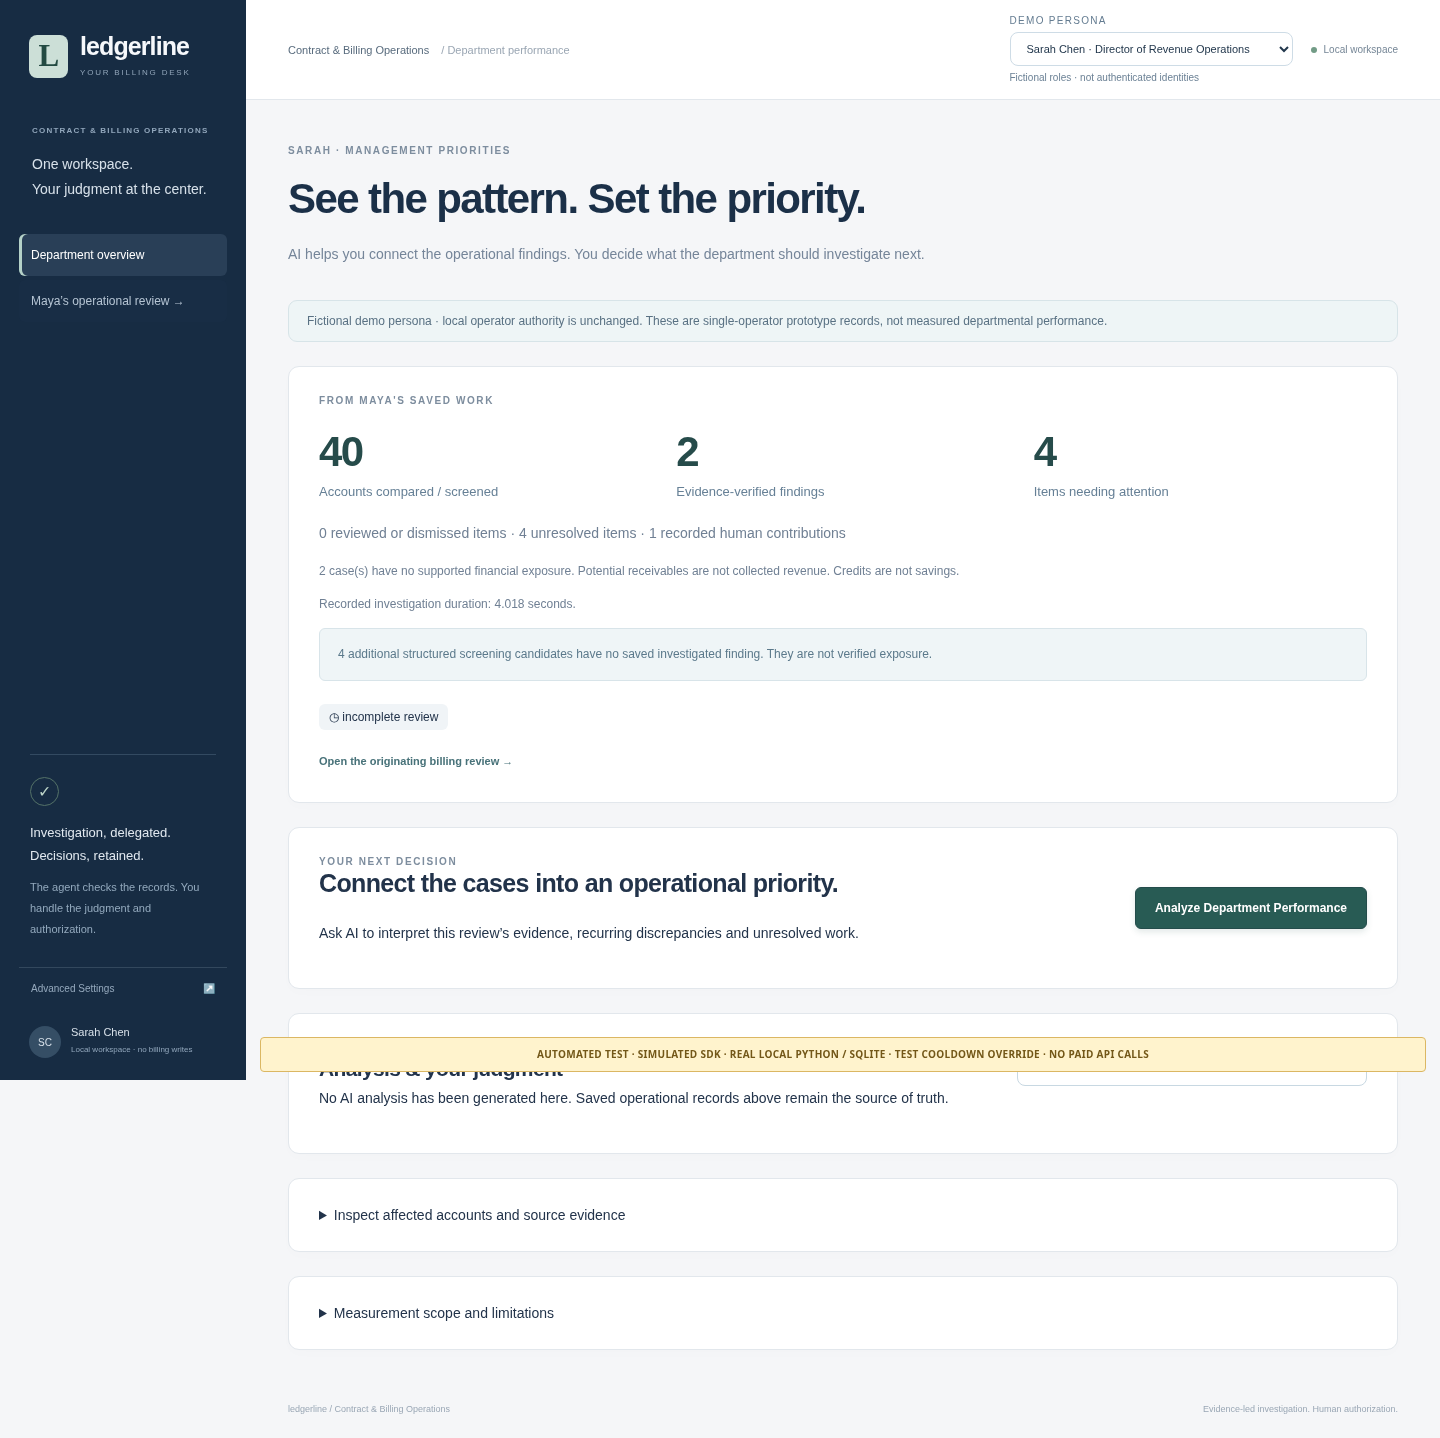 L
ledgerline
YOUR BILLING DESK
CONTRACT & BILLING OPERATIONS
One workspace.
Your judgment at the center.
Department overview
Maya's operational review →
✓
Investigation, delegated.
Decisions, retained.
The agent checks the records. You
handle the judgment and
authorization.
Advanced Settings ↗
SC
Sarah Chen
Local workspace · no billing writes
Contract & Billing Operations / Department performance
DEMO PERSONA
Sarah Chen · Director of Revenue Operations
Fictional roles · not authenticated identities
Local workspace
SARAH · MANAGEMENT PRIORITIES
See the pattern. Set the priority.
AI helps you connect the operational findings. You decide what the department should investigate next.
Fictional demo persona · local operator authority is unchanged. These are single-operator prototype records, not measured departmental performance.
FROM MAYA'S SAVED WORK
40
Accounts compared / screened
2
Evidence-verified findings
4
Items needing attention
0 reviewed or dismissed items · 4 unresolved items · 1 recorded human contributions
2 case(s) have no supported financial exposure. Potential receivables are not collected revenue. Credits are not savings.
Recorded investigation duration: 4.018 seconds.
4 additional structured screening candidates have no saved investigated finding. They are not verified exposure.
◷ incomplete review
Open the originating billing review →
YOUR NEXT DECISION
Connect the cases into an operational priority.
Ask AI to interpret this review’s evidence, recurring discrepancies and unresolved work.
Analyze Department Performance
AUTOMATED TEST · SIMULATED SDK · REAL LOCAL PYTHON / SQLITE · TEST COOLDOWN OVERRIDE · NO PAID API CALLS
Analysis & your judgment
No AI analysis has been generated here. Saved operational records above remain the source of truth.
▶ Inspect affected accounts and source evidence
▶ Measurement scope and limitations
ledgerline / Contract & Billing Operations
Evidence-led investigation. Human authorization.